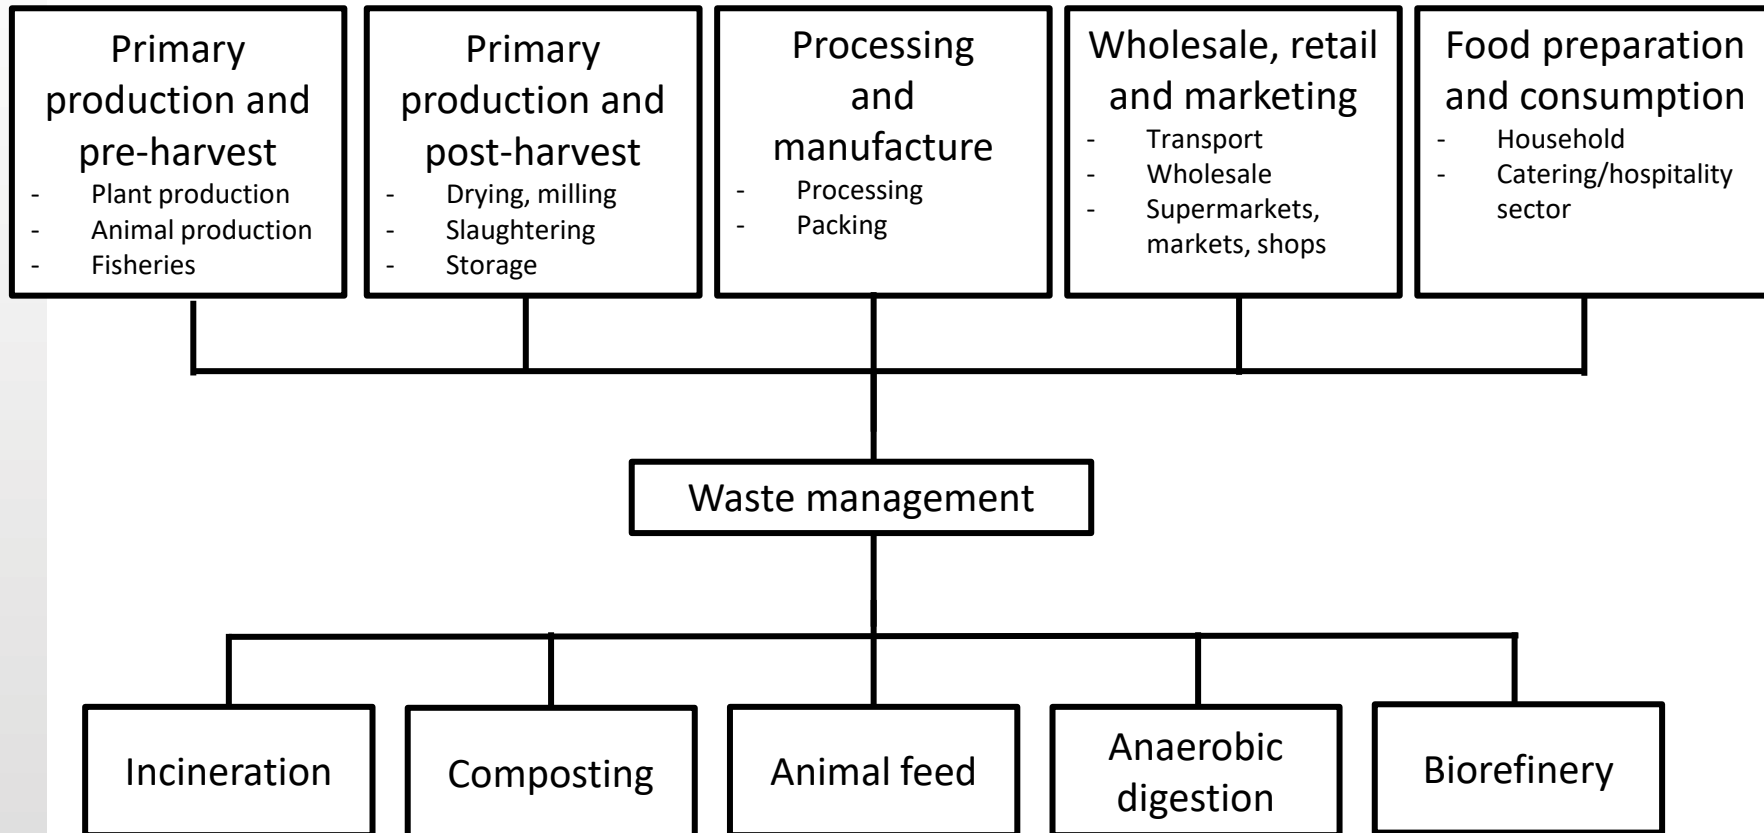 Primary
production and
pre-harvest
- Plant production
- Animal production
- Fisheries
Primary
production and
post-harvest
- Drying, milling
- Slaughtering
- Storage
Processing
and
manufacture
- Processing
- Packing
Wholesale, retail
and marketing
- Transport
- Wholesale
- Supermarkets,
markets, shops
Food preparation
and consumption
- Household
- Catering/hospitality
sector
Waste management
Incineration
Composting
Animal feed
Anaerobic
digestion
Biorefinery